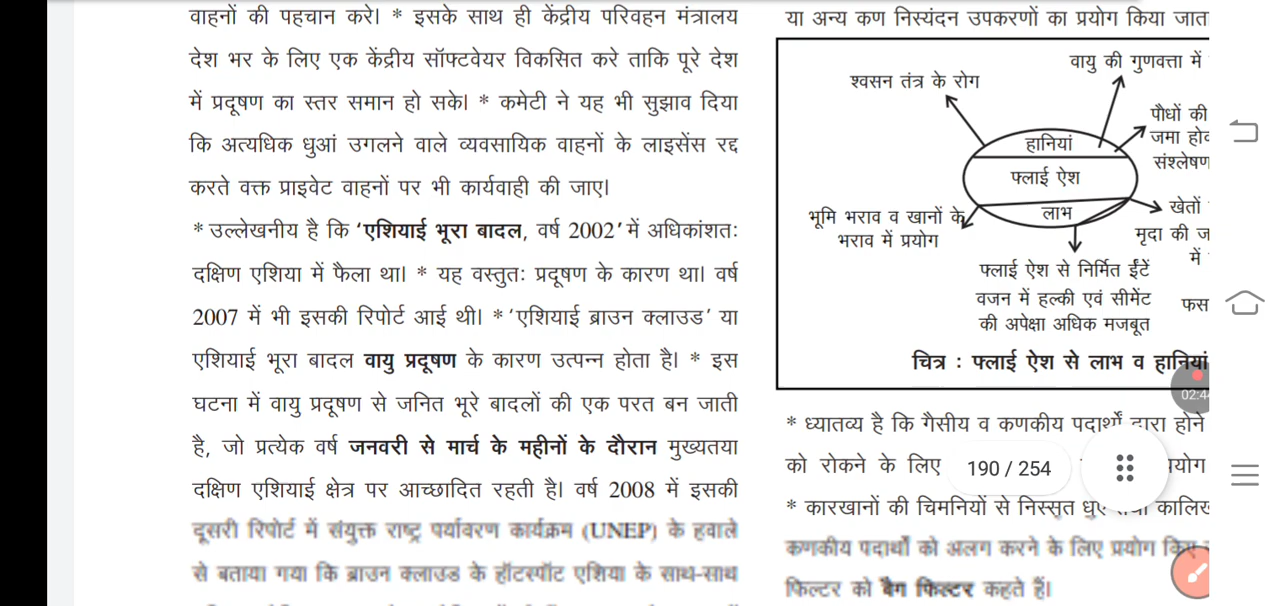 वाहनों की पहचान करे। * इसके साथ ही केंद्रीय परिवहन मंत्रालय
देश भर के लिए एक केंद्रीय सॉफ्टवेयर विकसित करे ताकि पूरे देश
में प्रदूषण का स्तर समान हो सके। * कमेटी ने यह भी सुझाव दिया
कि अत्यधिक धुआं उगलने वाले व्यवसायिक वाहनों के लाइसेंस रद्द
करते वक्त प्राइवेट वाहनों पर भी कार्यवाही की जाए।
* उल्लेखनीय है कि ‘एशियाई भूरा बादल, वर्ष 2002’ में अधिकांशतः
दक्षिण एशिया में फैला था। * यह वस्तुतः प्रदूषण के कारण था। वर्ष
2007 में भी इसकी रिपोर्ट आई थी। * ‘एशियाई ब्राउन क्लाउड’ या
एशियाई भूरा बादल वायु प्रदूषण के कारण उत्पन्न होता है। * इस
घटना में वायु प्रदूषण से जनित भूरे बादलों की एक परत बन जाती
है, जो प्रत्येक वर्ष जनवरी से मार्च के महीनों के दौरान मुख्यतया
दक्षिण एशियाई क्षेत्र पर आच्छादित रहती है। वर्ष 2008 में इसकी
दूसरी रिपोर्ट में संयुक्त राष्ट्र पर्यावरण कार्यक्रम (UNEP) के हवाले
से बताया गया कि ब्राउन क्लाउड के हॉटस्पॉट एशिया के साथ-साथ
या अन्य कण निस्यंदन उपकरणों का प्रयोग किया जाता
वायु की गुणवत्ता में
श्वसन तंत्र के रोग
पौधों की
जमा
संश्लेषण
हानियां
फ्लाई ऐश
लाभ
खेतों
भूमि भराव व खानों के
भराव में प्रयोग
मृदा की
में
फ्लाई ऐश से निर्मित ईंटें
वजन में हल्की एवं सीमेंट
की अपेक्षा अधिक मजबूत
चित्र : फ्लाई ऐश से लाभ व हानियां
* ध्यातव्य है कि गैसीय व कणकीय पदार्थों द्वारा होने
को रोकने के लिए
190 / 254
* कारखानों की चिमनियों से निस्सृत
कणकीय पदार्थों को अलग करने के लिए प्रयोग
फिल्टर को बैग फिल्टर कहते हैं।